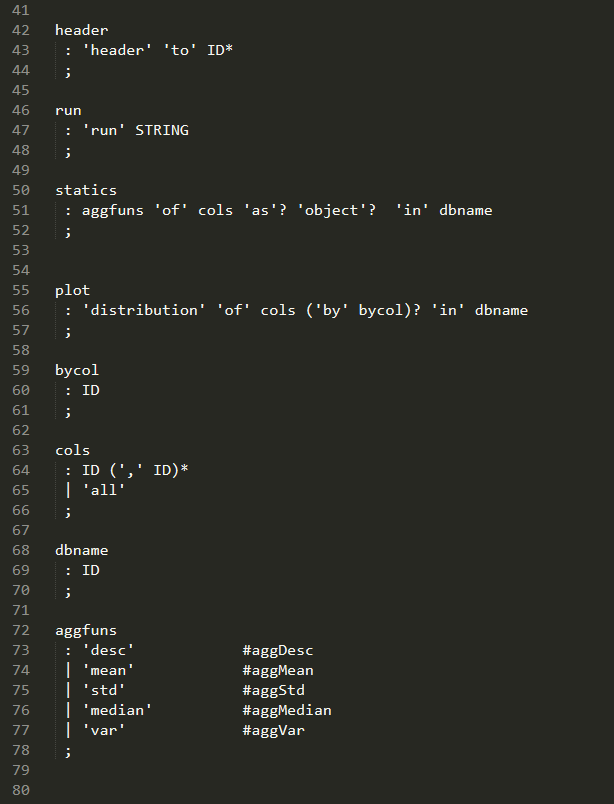 41
42 header
43 : 'header' 'to' ID*
44 ;
45
46 run
47 : 'run' STRING
48 ;
49
50 statics
51 : aggfuns 'of' cols 'as'? 'object'?  'in' dbname
52 ;
53
54
55 plot
56 : 'distribution' 'of' cols ('by' bycol)? 'in' dbname
57 ;
58
59 bycol
60 : ID
61 ;
62
63 cols
64 : ID (',' ID)*
65 | 'all'
66 ;
67
68 dbname
69 : ID
70 ;
71
72 aggfuns
73 : 'desc' #aggDesc
74 | 'mean' #aggMean
75 | 'std' #aggStd
76 | 'median' #aggMedian
77 | 'var' #aggVar
78 ;
79
80